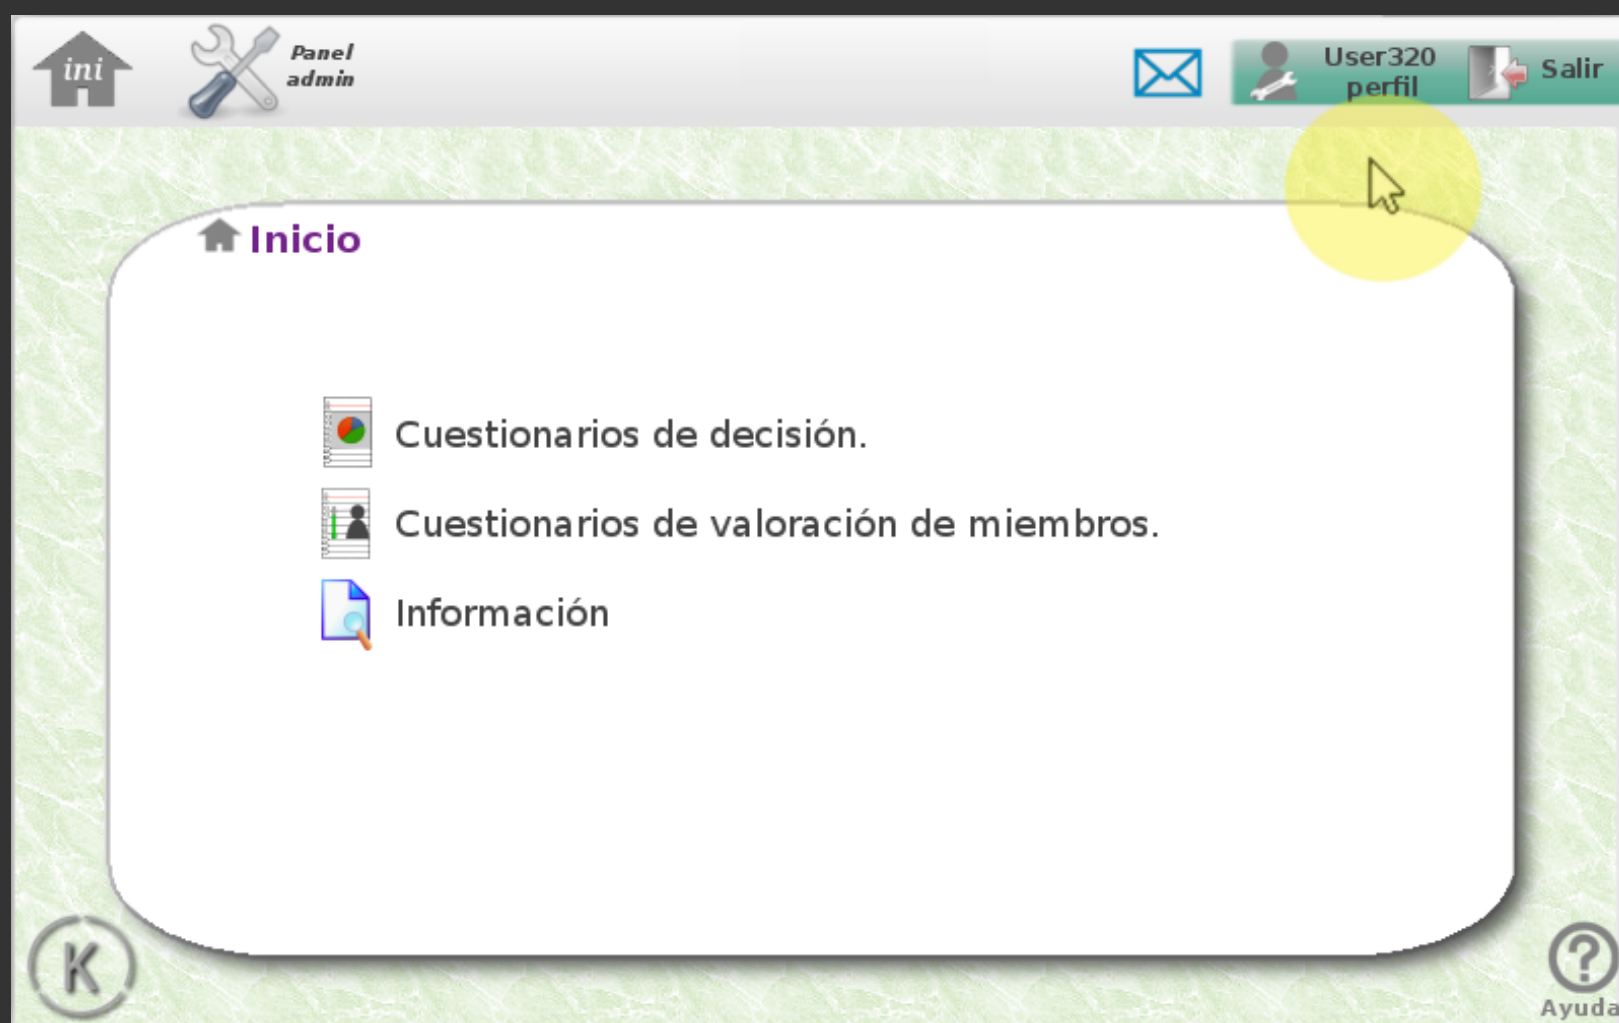 ini
Panel
admin
User320
perfil
Salir
Inicio
Cuestionarios de decisión.
Cuestionarios de valoración de miembros.
Información
K
?
Ayuda